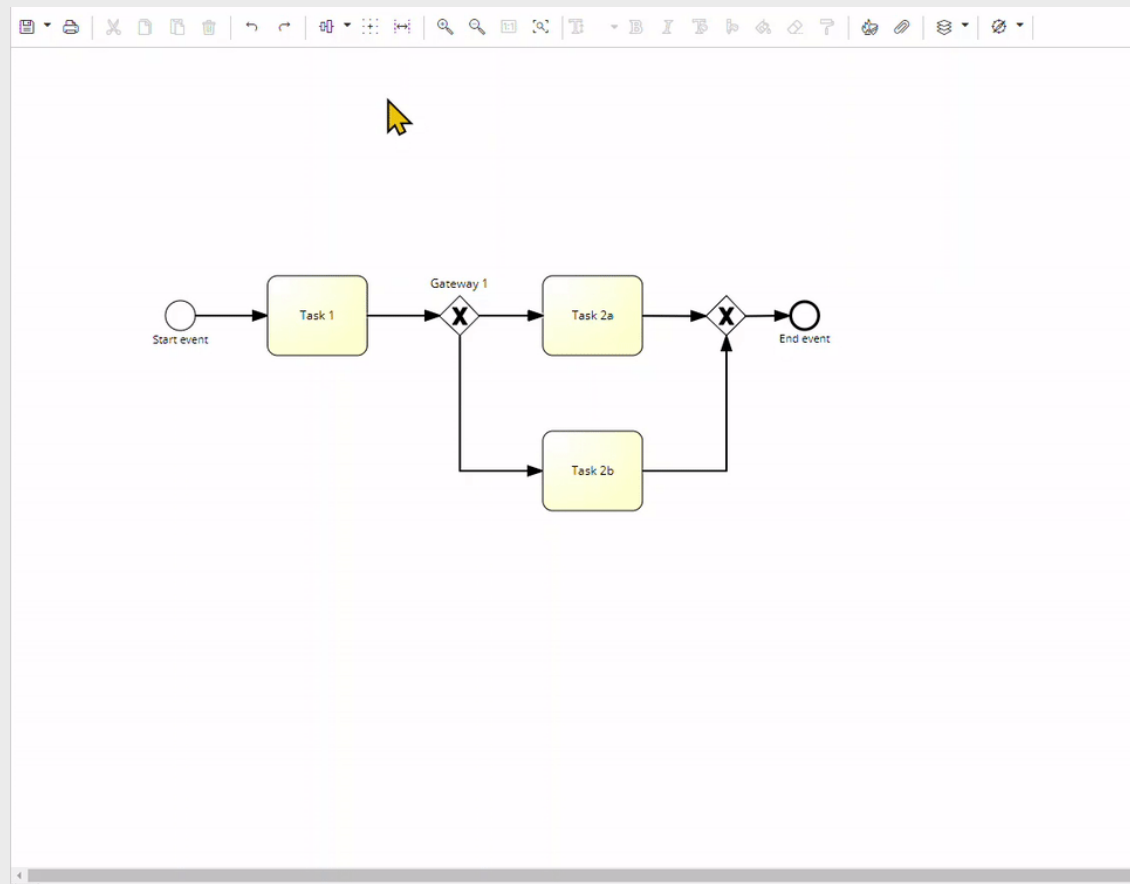 Gateway 1
Task 1
X
Task 2a
X
Start event
End event
Task 2b